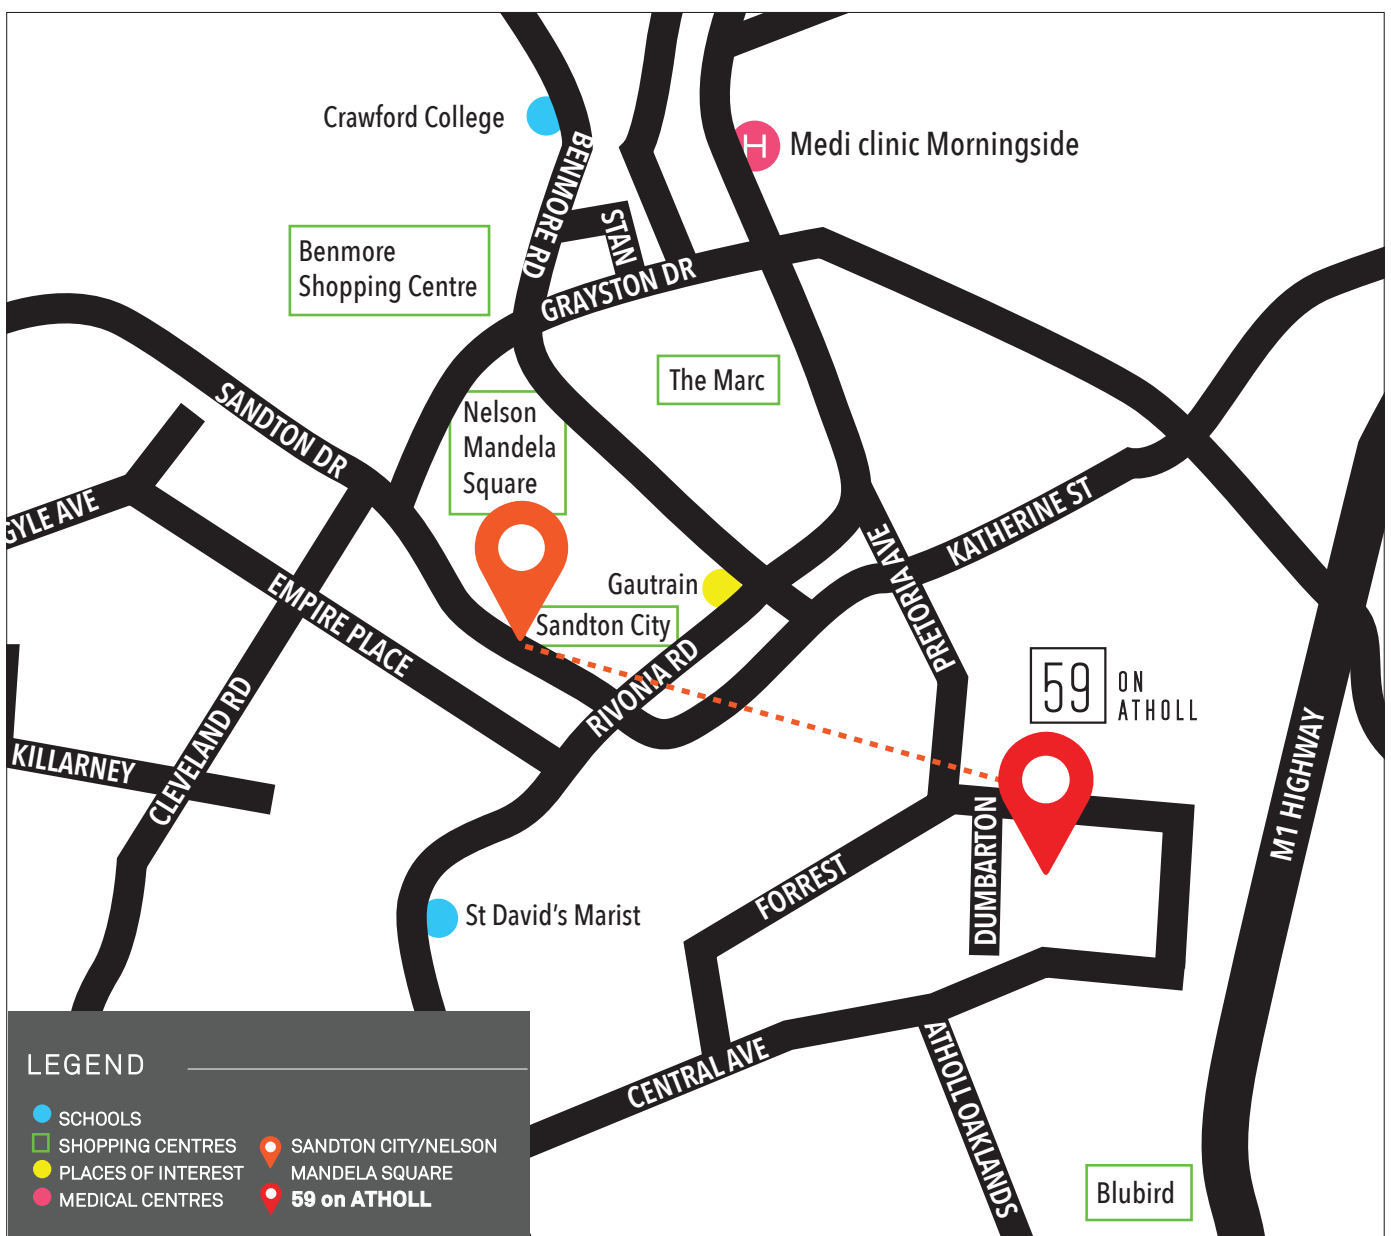 Crawford College
BENMORE RD
H
Medi clinic Morningside
STAN
Benmore
Shopping Centre
GRAYSTON DR
The Marc
SANDTON DR
Nelson
Mandela
Square
GYLE AVE
KATHERINE ST
PRETORIA AVE
Gautrain
Sandton City
EMPIRE PLACE
RIVONIA RD
59
ON
ATHOLL
CLEVELAND RD
KILLARNEY
M1 HIGHWAY
DUMBARTON
FORREST
St David's Marist
CENTRAL AVE
ATHOLL OAKLANDS
Blubird
LEGEND
SCHOOLS
SHOPPING CENTRES
PLACES OF INTEREST
MEDICAL CENTRES
SANDTON CITY/NELSON
MANDELA SQUARE
59 on ATHOLL